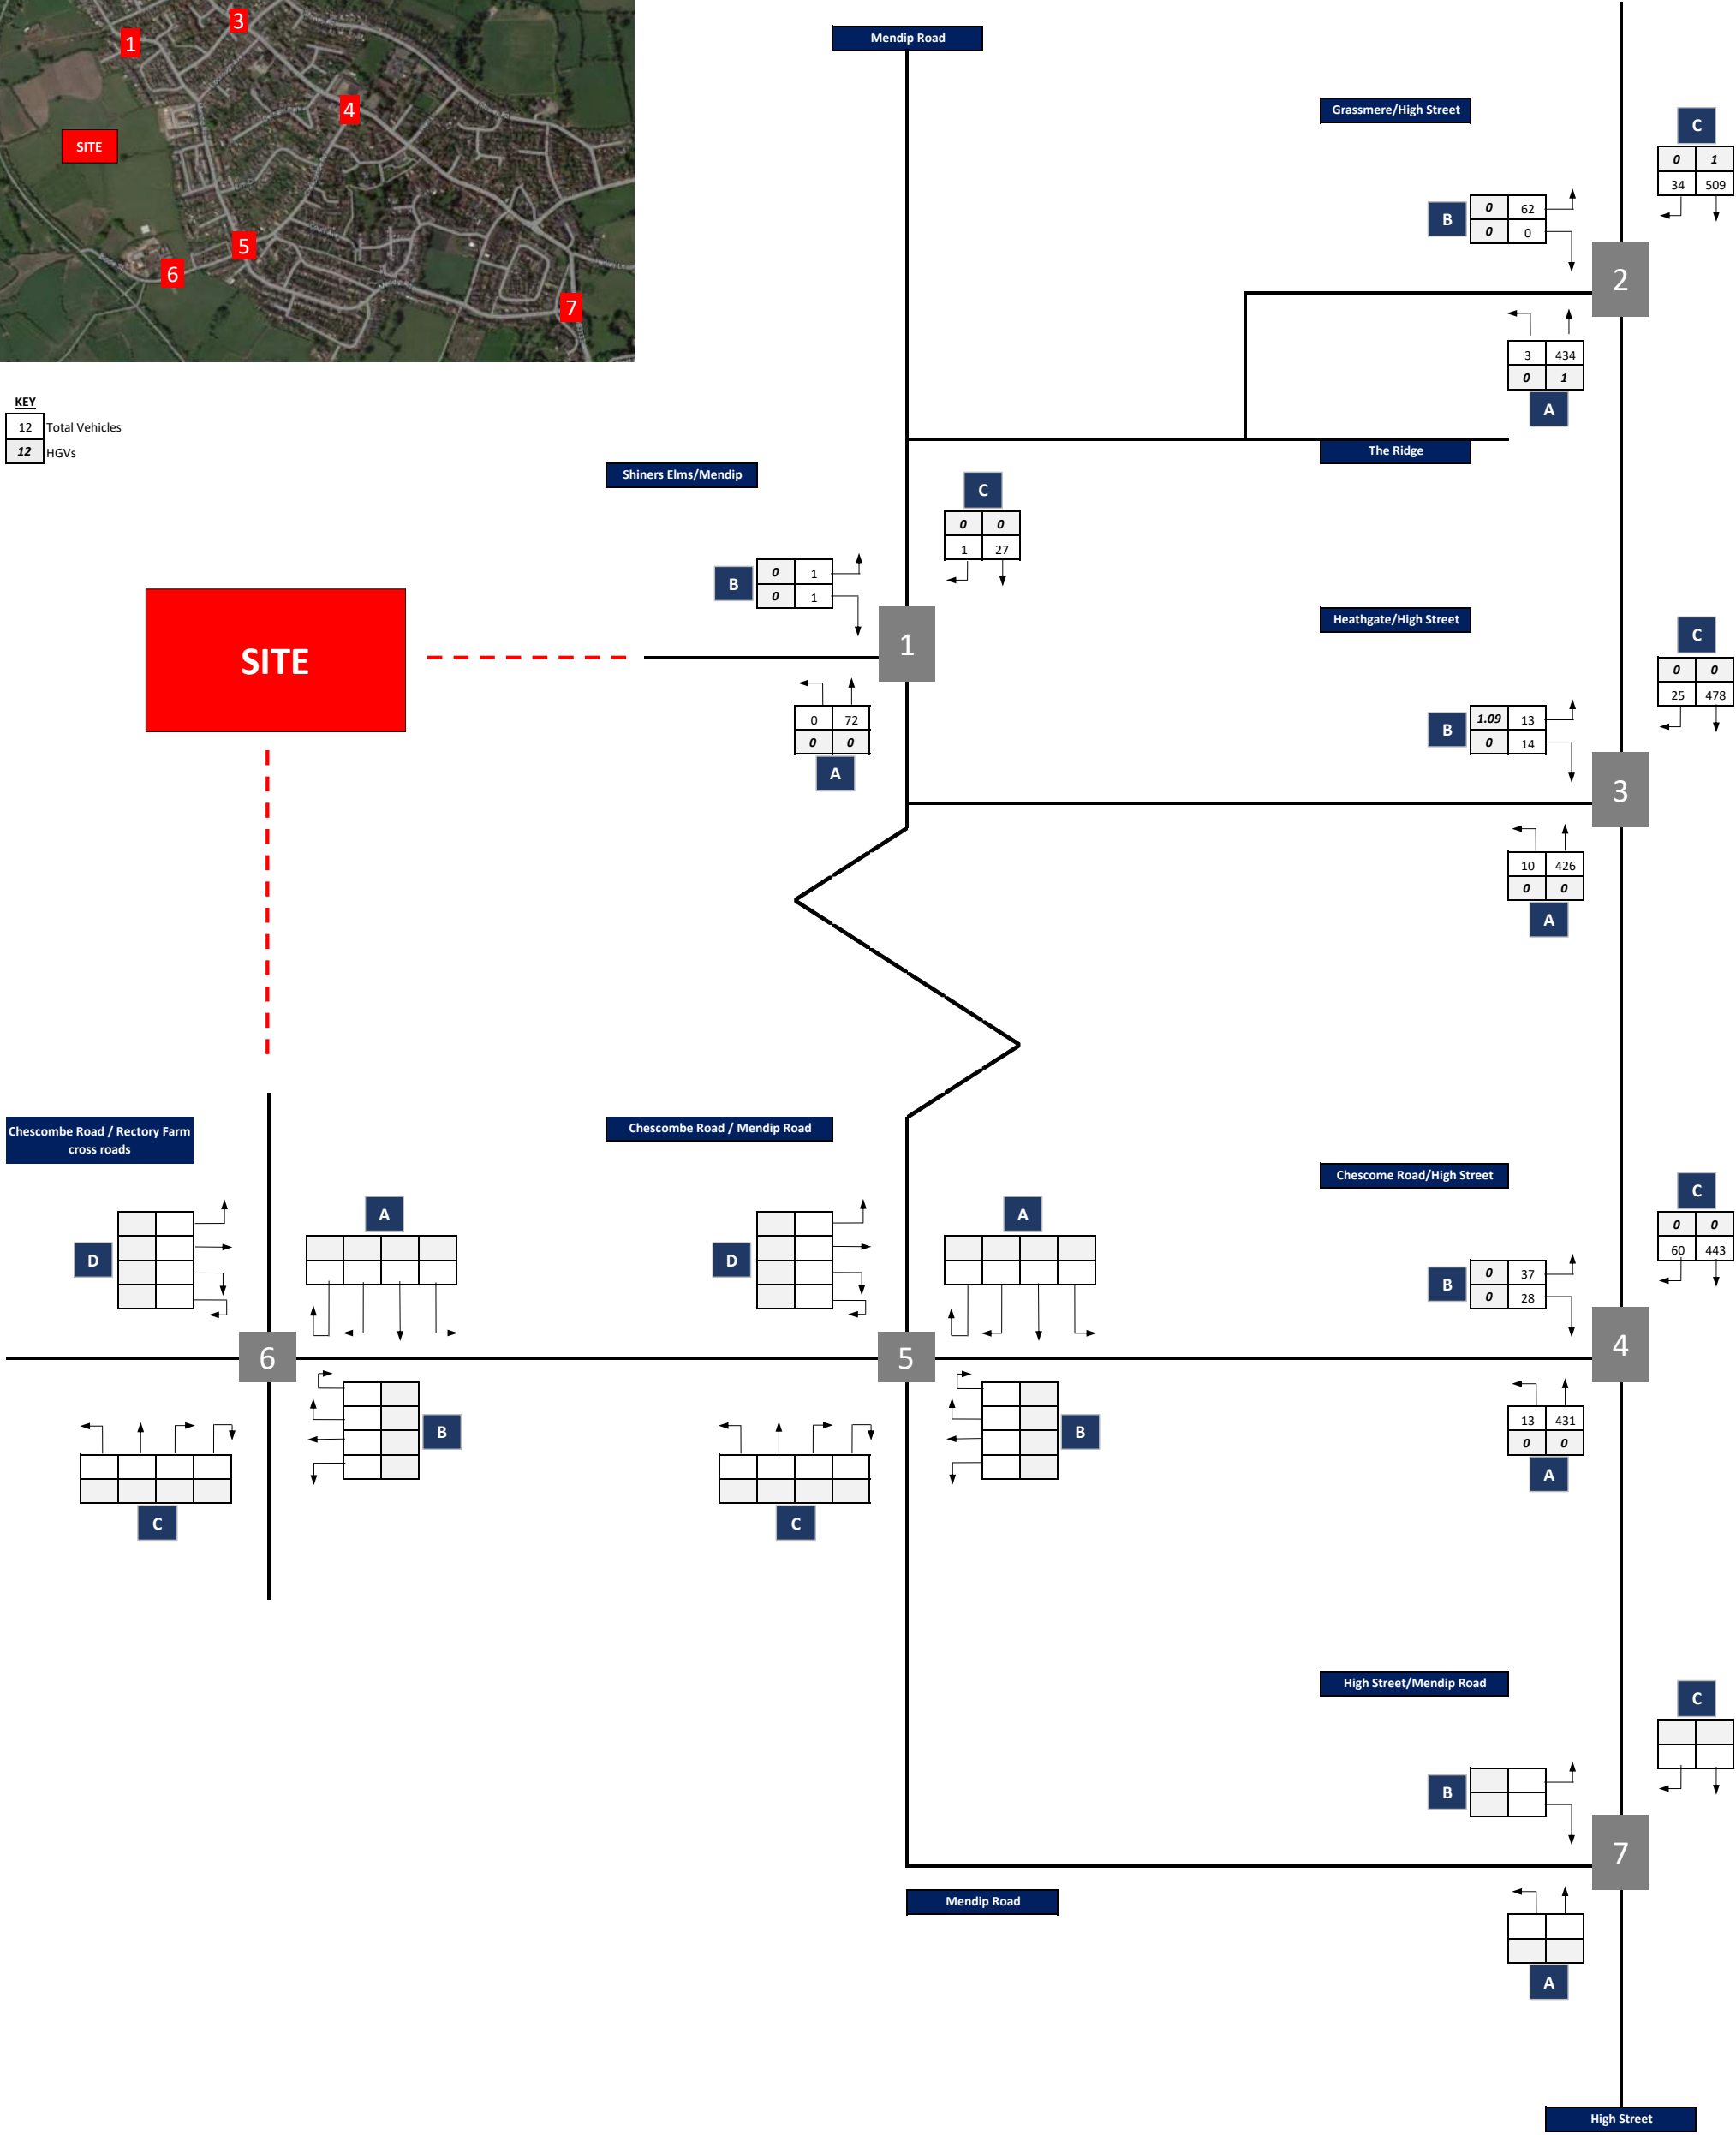 1
3
4
SITE
5
6
7
KEY
12 Total Vehicles
12 HGVs
Mendip Road
Grassmere/High Street
C
0 1
34 509
B
0 62
0 0
2
3 434
0 1
A
The Ridge
Shiners Elms/Mendip
C
0 0
1 27
B
0 1
0 1
1
0 72
0 0
A
SITE
Heathgate/High Street
C
0 0
25 478
B
1.09 13
0 14
3
10 426
0 0
A
Chescombe Road / Rectory Farm
cross roads
A
D
6
B
C
Chescombe Road / Mendip Road
A
D
5
B
C
Chescome Road/High Street
C
0 0
60 443
B
0 37
0 28
4
13 431
0 0
A
High Street/Mendip Road
C
B
7
Mendip Road
A
High Street